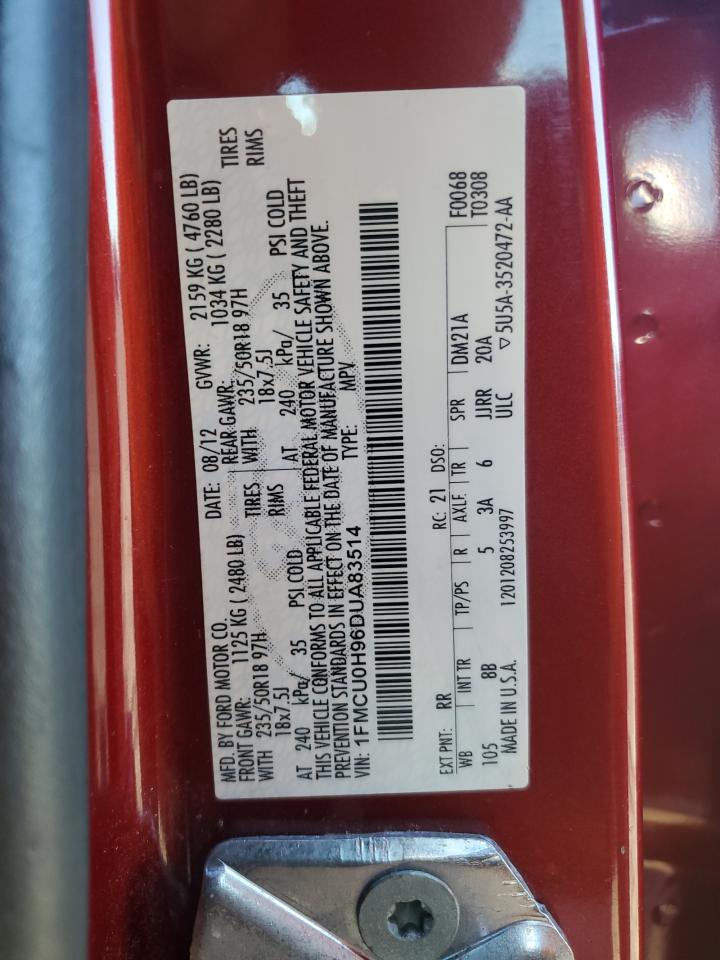 MFD. BY FORD MOTOR CO. DATE: 08/12 GVWR: 2159 KG ( 4760 LB)
FRONT GAWR: 1125 KG ( 2480 LB) REAR GAWR: 1034 KG ( 2280 LB)
WITH 235/50R18 97H TIRES WITH 235/50R18 97H TIRES
18x7.5J RIMS 18x7.5J RIMS
AT 240 kPa/ 35 PSI COLD AT 240 kPa/ 35 PSI COLD
THIS VEHICLE CONFORMS TO ALL APPLICABLE FEDERAL MOTOR VEHICLE SAFETY AND THEFT
PREVENTION STANDARDS IN EFFECT ON THE DATE OF MANUFACTURE SHOWN ABOVE.
VIN: 1FMCU0H96DUA83514 TYPE: MPV
EXT PNT: RR RC: 21 DSO: F0068
WB INT TR TP/PS R AXLE TR SPR DM21A T0308
105 8B 5 3A 6 JJRR 20A
MADE IN U.S.A. 1201208253997 ULC ▽5U5A-3520472-AA